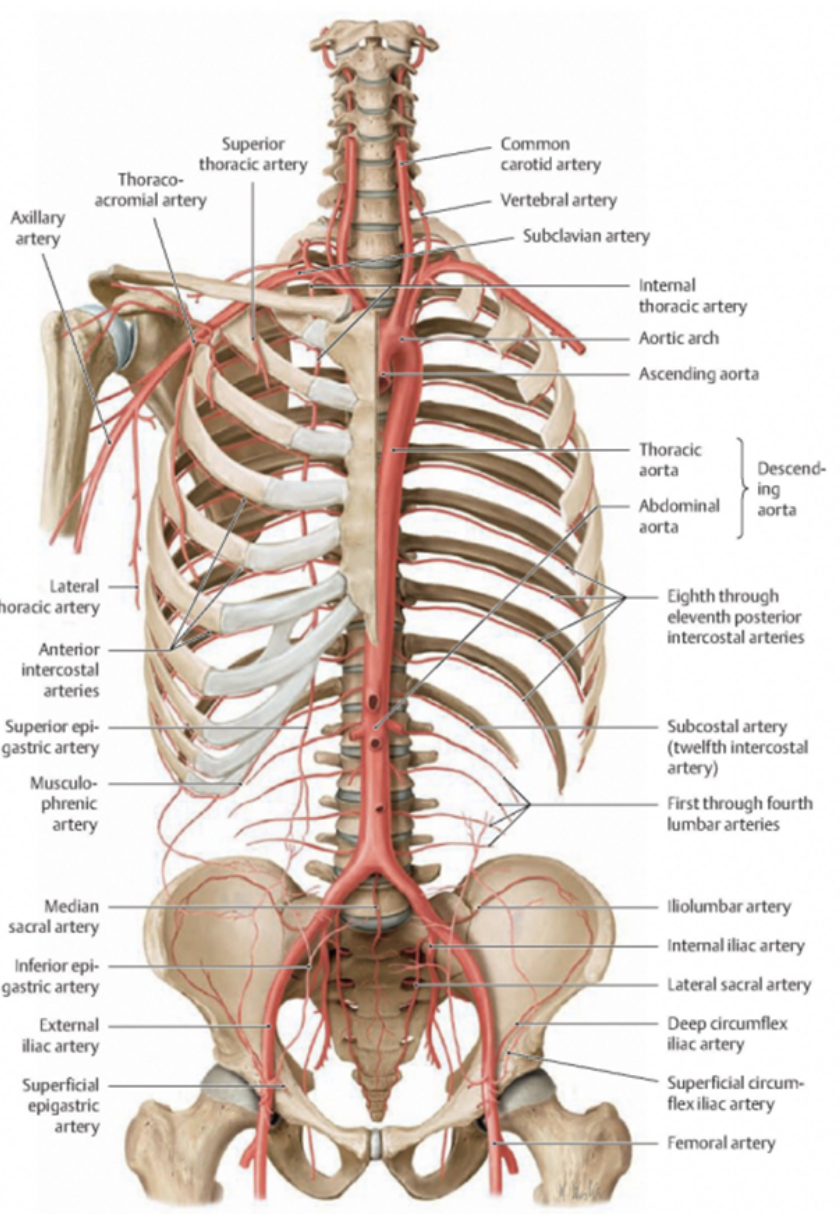 Superior
thoracic artery
Thoraco-
acromial artery
Axillary
artery
Common
carotid artery
Vertebral artery
Subclavian artery
Internal
thoracic artery
Aortic arch
Ascending aorta
Thoracic
aorta
Abdominal
aorta
Descend-
ing
aorta
Lateral
horacic artery
Anterior
intercostal
arteries
Superior epi-
gastric artery
Musculo-
phrenic
artery
Eighth through
eleventh posterior
intercostal arteries
Subcostal artery
(twelfth intercostal
artery)
First through fourth
lumbar arteries
Median
sacral artery
Inferior epi-
gastric artery
External
iliac artery
Superficial
epigastric
artery
Iliolumbar artery
Internal iliac artery
Lateral sacral artery
Deep circumflex
iliac artery
Superficial circum-
flex iliac artery
Femoral artery